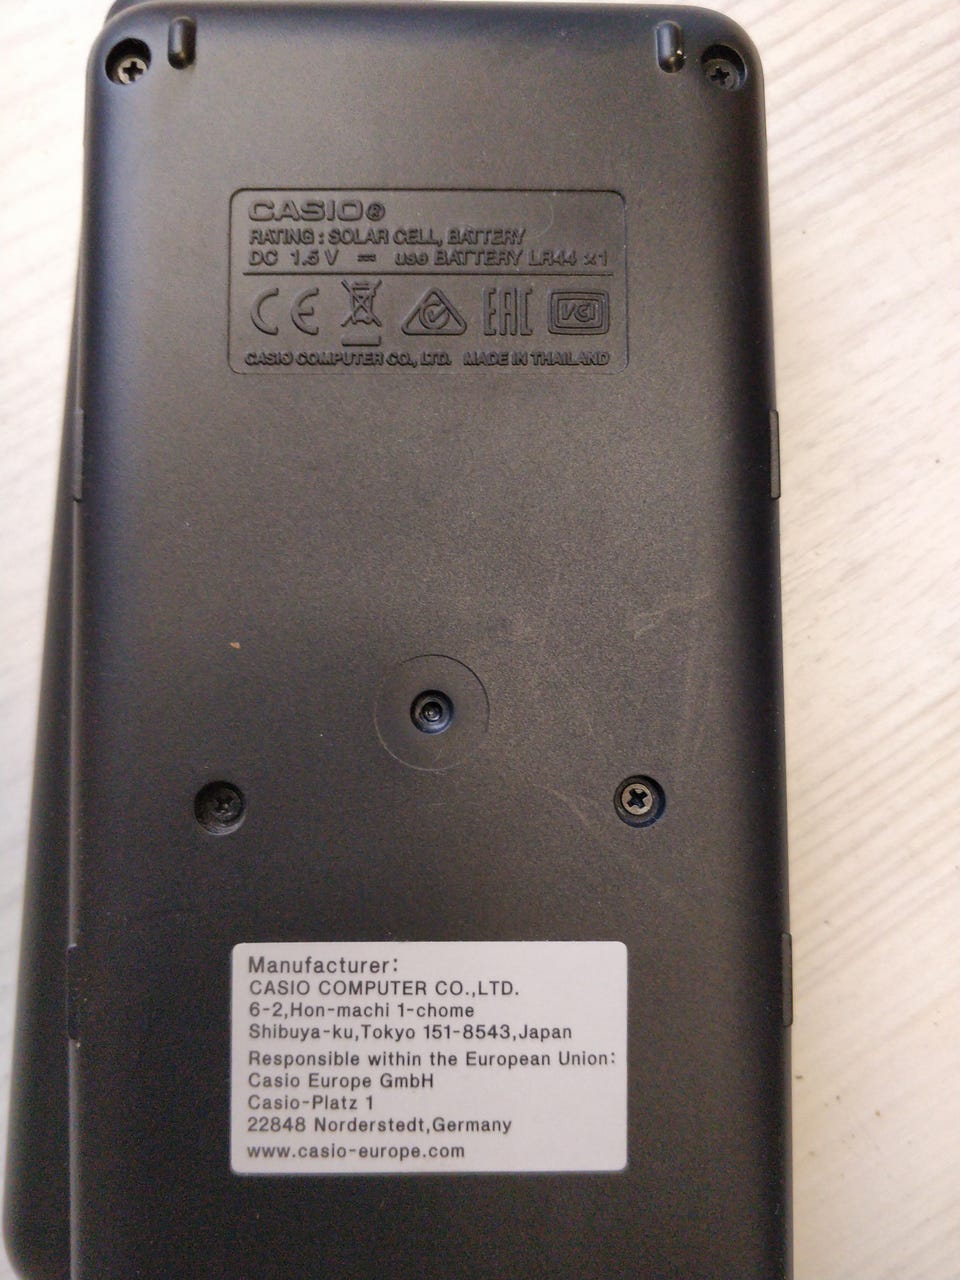 CASIO®
RATING : SOLAR CELL, BATTERY
DC 1.5 V ⎓ use BATTERY LR44 ×1
CE EAC VCCI
CASIO COMPUTER CO., LTD. MADE IN THAILAND
Manufacturer:
CASIO COMPUTER CO.,LTD.
6-2,Hon-machi 1-chome
Shibuya-ku,Tokyo 151-8543,Japan
Responsible within the European Union:
Casio Europe GmbH
Casio-Platz 1
22848 Norderstedt,Germany
www.casio-europe.com